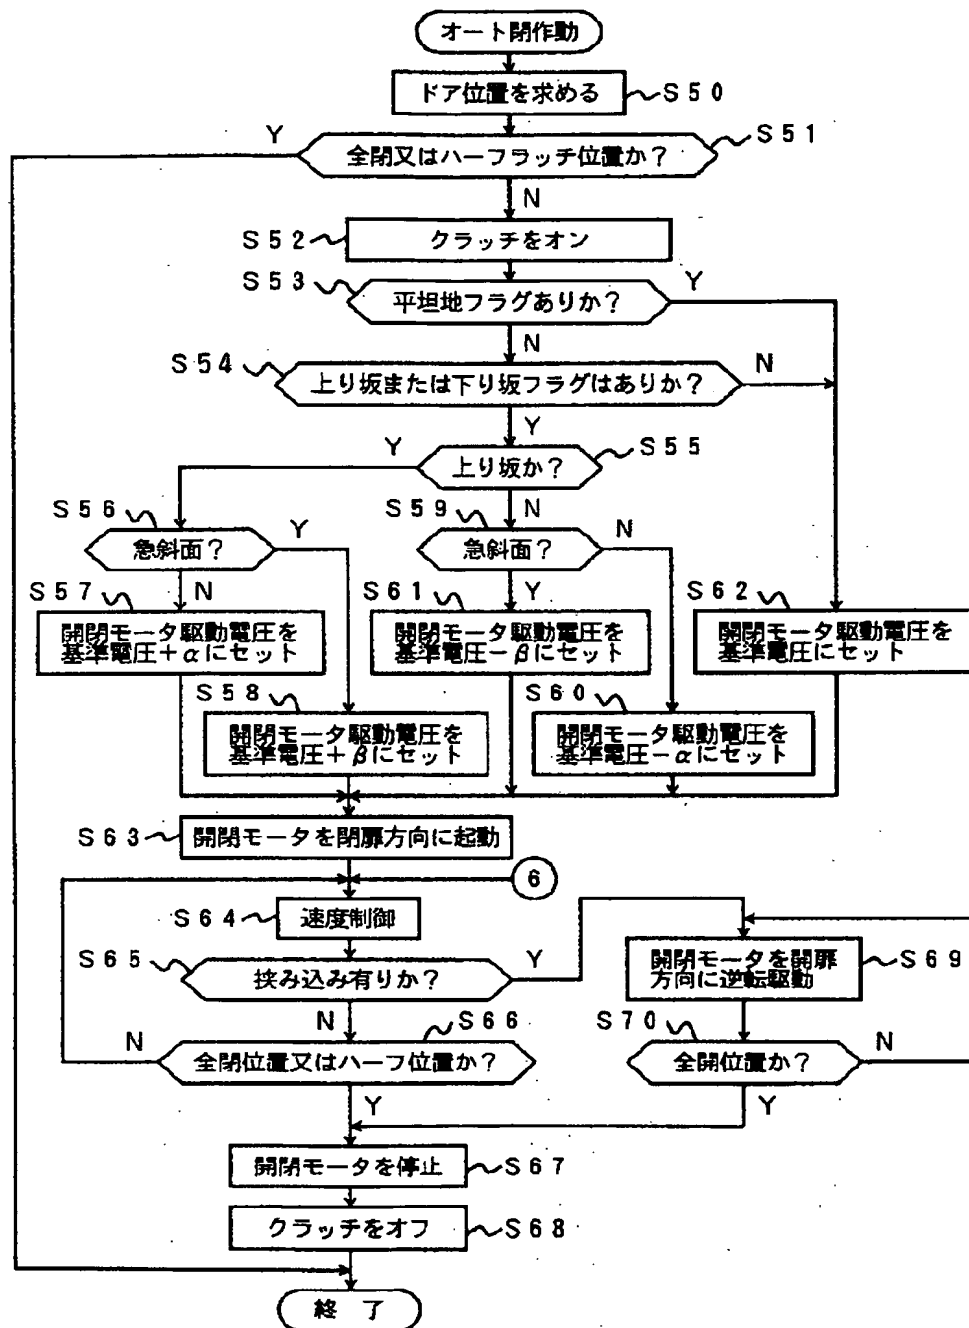 オート閉作動
ドア位置を求める
S50
Y
S51
全閉又はハーフラッチ位置か?
N
S52
クラッチをオン
S53
Y
平坦地フラグありか?
N
S54
N
上り坂または下り坂フラグはありか?
Y
Y
S55
上り坂か?
S56
S59
N
Y
N
急斜面?
急斜面?
S57
N
S61
Y
S62
開閉モータ駆動電圧を
基準電圧+αにセット
開閉モータ駆動電圧を
基準電圧-βにセット
開閉モータ駆動電圧を
基準電圧にセット
S58
S60
開閉モータ駆動電圧を
基準電圧+βにセット
開閉モータ駆動電圧を
基準電圧-αにセット
S63
開閉モータを閉扉方向に起動
6
S64
速度制御
S65
Y
挟み込み有りか?
開閉モータを開扉
方向に逆転駆動
S69
N
S66
S70
N
全閉位置又はハーフ位置か?
全開位置か?
N
Y
Y
開閉モータを停止
S67
クラッチをオフ
S68
終 了